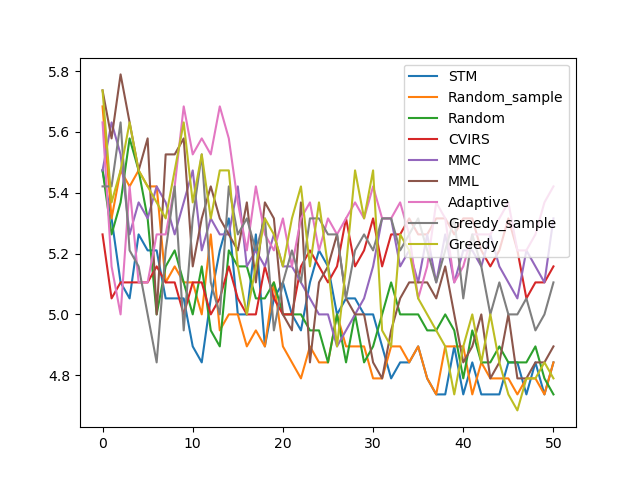 5.8
5.6
5.4
5.2
5.0
4.8
0
10
20
30
40
50
STM
Random_sample
Random
CVIRS
MMC
MML
Adaptive
Greedy_sample
Greedy